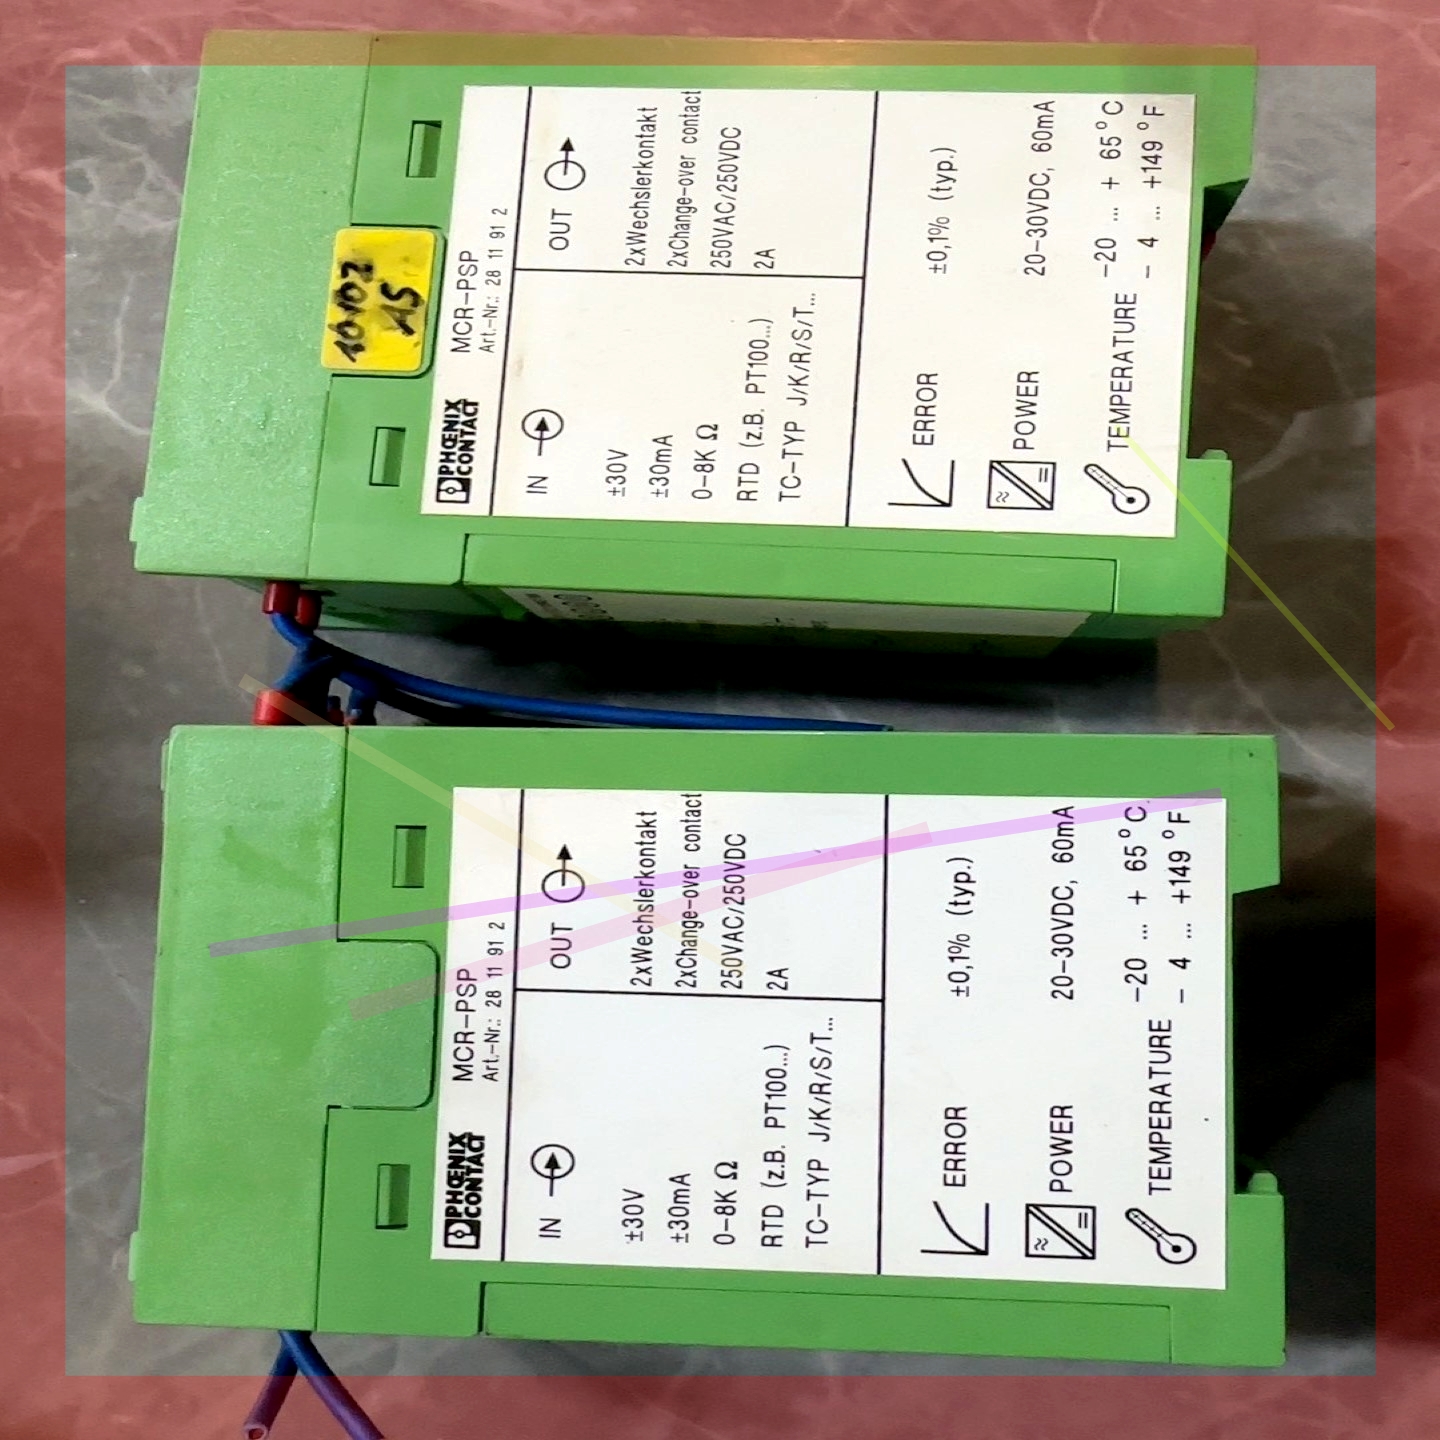 10102
AS
PHŒNIX
CONTACT
MCR-PSP
Art.-Nr.: 28 11 91 2
IN
±30V
±30mA
0-8K Ω
RTD (z.B. PT100...)
TC-TYP J/K/R/S/T...
OUT
2xWechslerkontakt
2xChange-over contact
250VAC/250VDC
2A
ERROR ±0,1% (typ.)
POWER 20-30VDC, 60mA
TEMPERATURE -20 ... + 65°C
- 4 ... +149°F
PHŒNIX
CONTACT
MCR-PSP
Art.-Nr.: 28 11 91 2
IN
±30V
±30mA
0-8K Ω
RTD (z.B. PT100...)
TC-TYP J/K/R/S/T...
OUT
2xWechslerkontakt
2xChange-over contact
250VAC/250VDC
2A
ERROR ±0,1% (typ.)
POWER 20-30VDC, 60mA
TEMPERATURE -20 ... + 65°C
- 4 ... +149°F